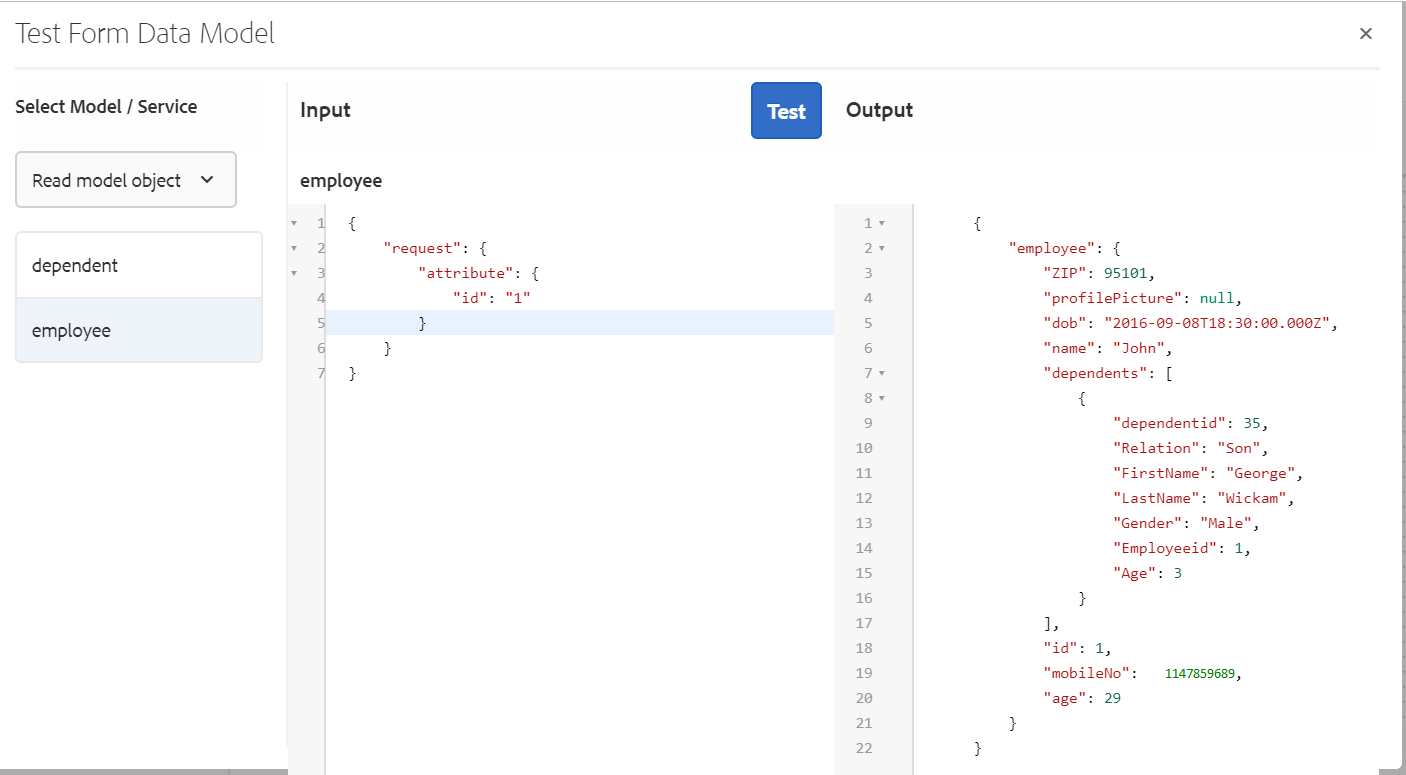 Test Form Data Model
×
Select Model / Service
Read model object
dependent
employee
Input
Test
employee
1 {
2 "request": {
3 "attribute": {
4 "id": "1"
5 }
6 }
7 }
Output
1 {
2 "employee": {
3 "ZIP": 95101,
4 "profilePicture": null,
5 "dob": "2016-09-08T18:30:00.000Z",
6 "name": "John",
7 "dependents": [
8 {
9 "dependentid": 35,
10 "Relation": "Son",
11 "FirstName": "George",
12 "LastName": "Wickam",
13 "Gender": "Male",
14 "Employeeid": 1,
15 "Age": 3
16 }
17 ],
18 "id": 1,
19 "mobileNo": 1147859689,
20 "age": 29
21 }
22 }